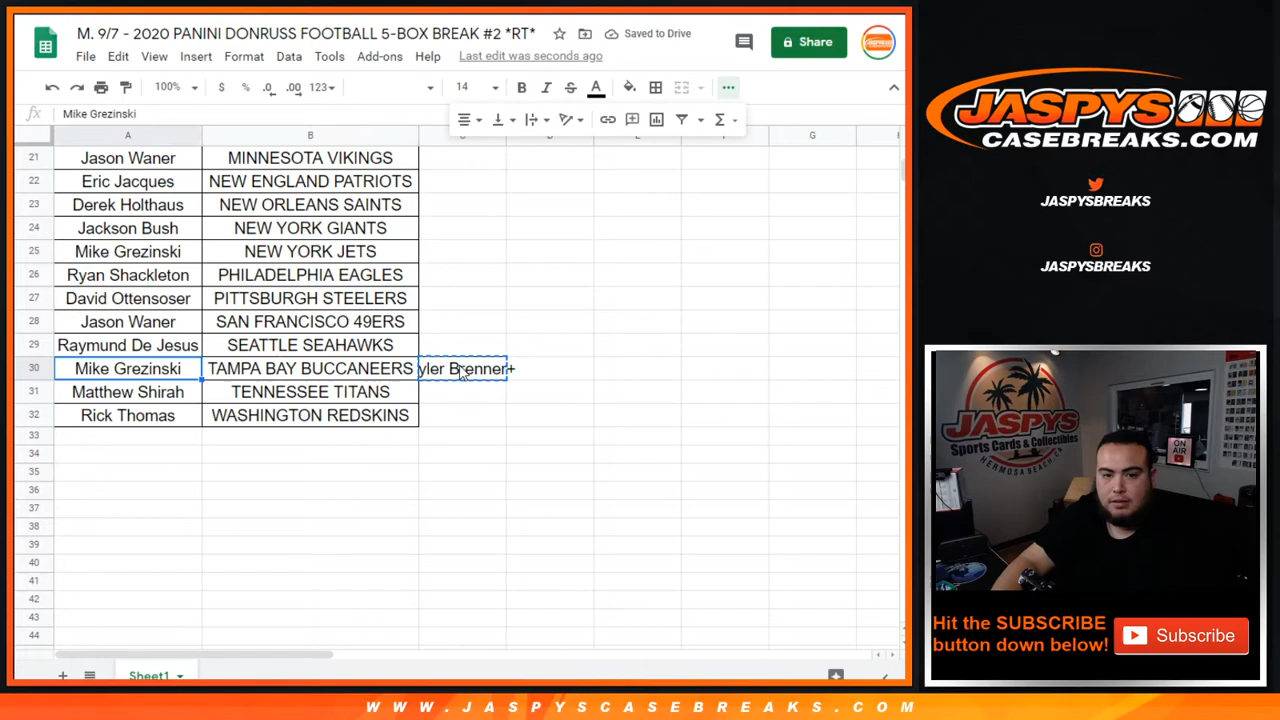 M. 9/7 - 2020 PANINI DONRUSS FOOTBALL 5-BOX BREAK #2 *RT*
Saved to Drive
Share
File Edit View Insert Format Data Tools Add-ons Help Last edit was seconds ago
100% $ % .0 .00 123 14 B I S A
fx Mike Grezinski
A B G
21 Jason Waner MINNESOTA VIKINGS
22 Eric Jacques NEW ENGLAND PATRIOTS
23 Derek Holthaus NEW ORLEANS SAINTS
24 Jackson Bush NEW YORK GIANTS
25 Mike Grezinski NEW YORK JETS
26 Ryan Shackleton PHILADELPHIA EAGLES
27 David Ottensoser PITTSBURGH STEELERS
28 Jason Waner SAN FRANCISCO 49ERS
29 Raymund De Jesus SEATTLE SEAHAWKS
30 Mike Grezinski TAMPA BAY BUCCANEERS yler Brenner+
31 Matthew Shirah TENNESSEE TITANS
32 Rick Thomas WASHINGTON REDSKINS
33
34
35
36
37
38
39
40
41
42
43
44
Sheet1
JASPYS
CASEBREAKS.COM
JASPYSBREAKS
JASPYSBREAKS
JASPYS
Sports Cards & Collectibles
HERMOSA BEACH, CA
ON AIR
Hit the SUBSCRIBE
button down below!
Subscribe
WWW.JASPYSCASEBREAKS.COM